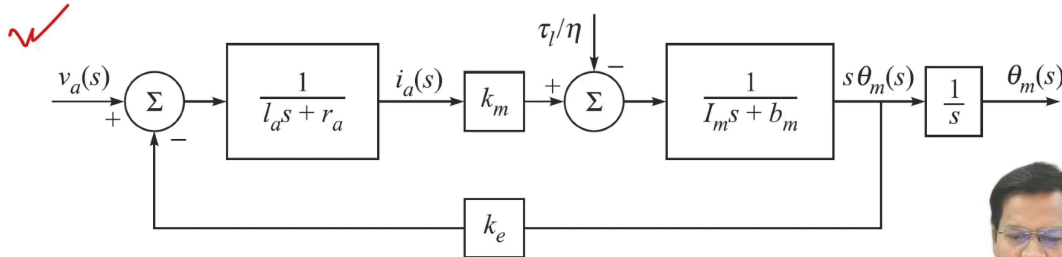 τ_l/η
v_a(s)
+
Σ
−
1
l_a s + r_a
i_a(s)
k_m
+
Σ
−
1
I_m s + b_m
sθ_m(s)
1
s
θ_m(s)
k_e